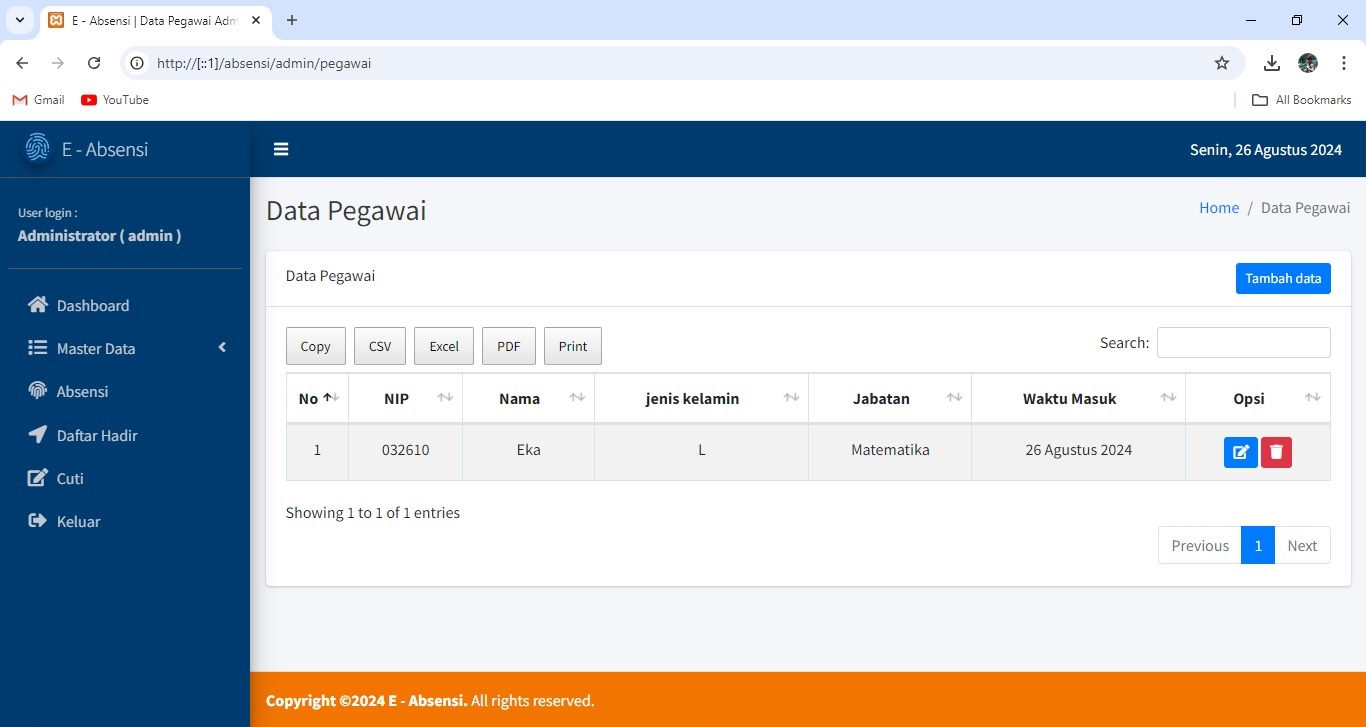 E - Absensi | Data Pegawai Adm
http://[::1]/absensi/admin/pegawai
Gmail YouTube All Bookmarks
E - Absensi Senin, 26 Agustus 2024
User login :
Administrator ( admin )
Dashboard
Master Data
Absensi
Daftar Hadir
Cuti
Keluar
Data Pegawai Home / Data Pegawai
Data Pegawai Tambah data
Copy CSV Excel PDF Print Search:
No NIP Nama jenis kelamin Jabatan Waktu Masuk Opsi
1 032610 Eka L Matematika 26 Agustus 2024
Showing 1 to 1 of 1 entries
Previous 1 Next
Copyright ©2024 E - Absensi. All rights reserved.